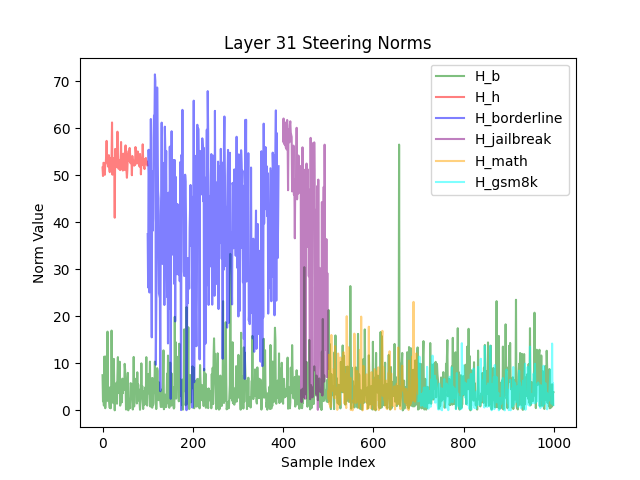 Layer 31 Steering Norms
Norm Value
70
60
50
40
30
20
10
0
H_b
H_h
H_borderline
H_jailbreak
H_math
H_gsm8k
0 200 400 600 800 1000
Sample Index